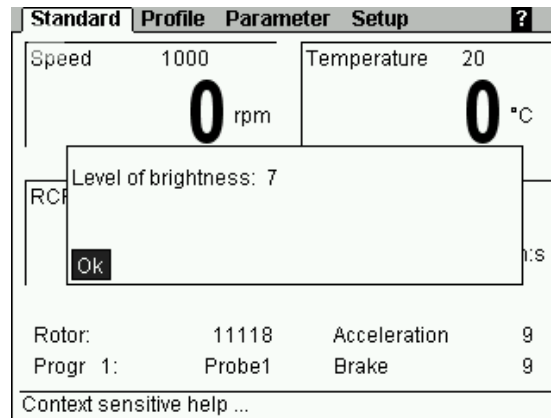 Standard Profile Parameter Setup ?
Speed 1000
0 rpm
Temperature 20
0 °C
Level of brightness: 7
Ok
Rotor: 11118 Acceleration 9
Progr 1: Probe1 Brake 9
Context sensitive help ...